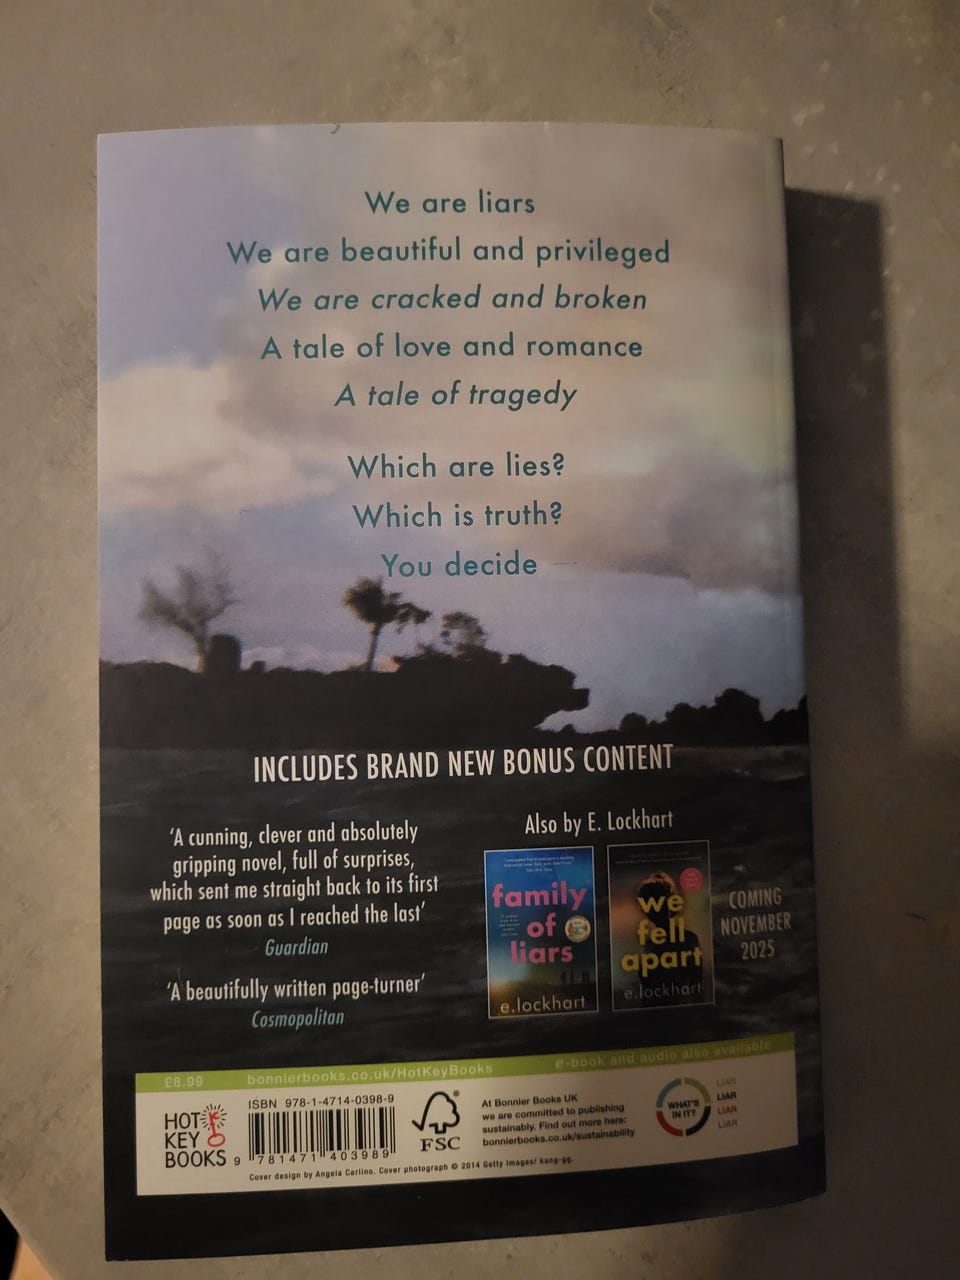 We are liars
We are beautiful and privileged
We are cracked and broken
A tale of love and romance
A tale of tragedy
Which are lies?
Which is truth?
You decide
INCLUDES BRAND NEW BONUS CONTENT
'A cunning, clever and absolutely
gripping novel, full of surprises,
which sent me straight back to its first
page as soon as I reached the last'
Guardian
'A beautifully written page-turner'
Cosmopolitan
Also by E. Lockhart
family
of
liars
e.lockhart
we
fell
apart
e.lockhart
COMING
NOVEMBER
2025
£8.99
bonnierbooks.co.uk/HotKeyBooks
e-book and audio also available
HOT
KEY
BOOKS
ISBN 978-1-4714-0398-9
9 781471 403989
FSC
At Bonnier Books UK
we are committed to publishing
sustainably. Find out more here:
bonnierbooks.co.uk/sustainability
WHAT'S
IN IT?
LIAR
LIAR
LIAR
LIAR
Cover design by Angela Carlino. Cover photograph © 2014 Getty Images/ kang-gg.